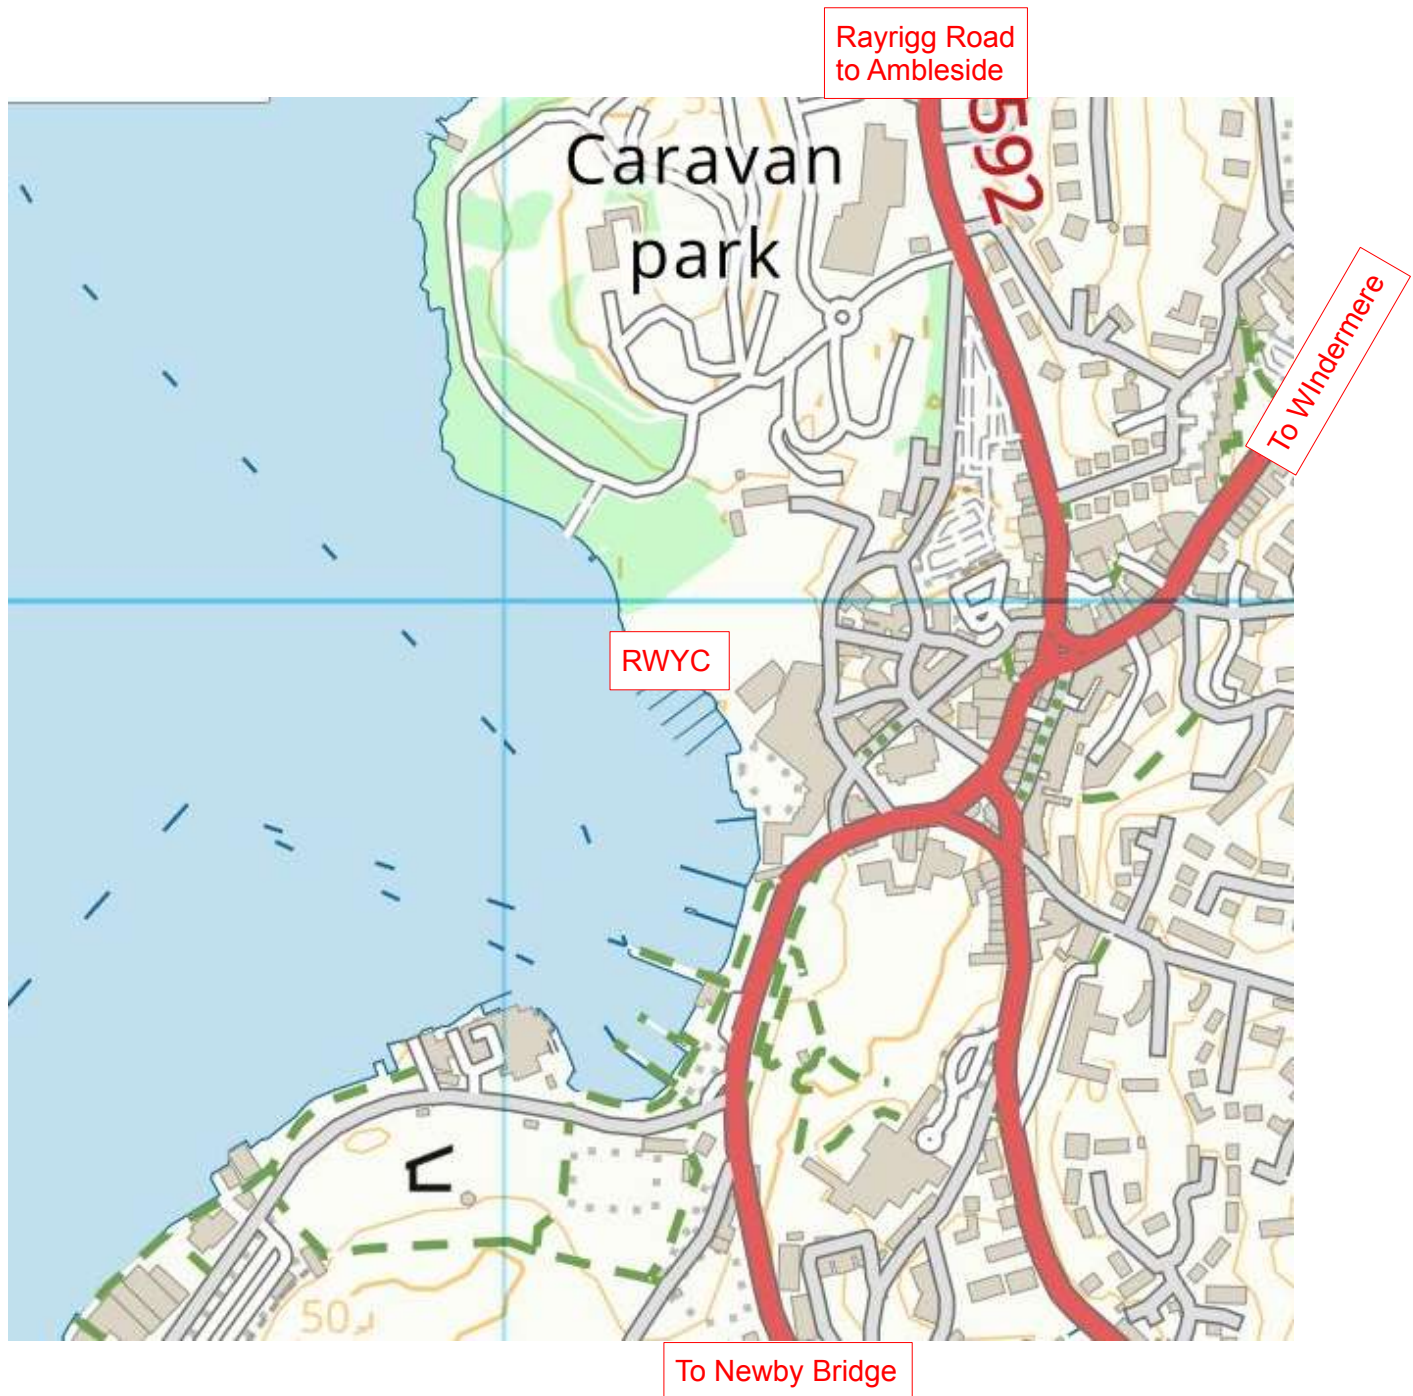 Rayrigg Road
to Ambleside
592
Caravan
park
To WIndermere
RWYC
50
To Newby Bridge